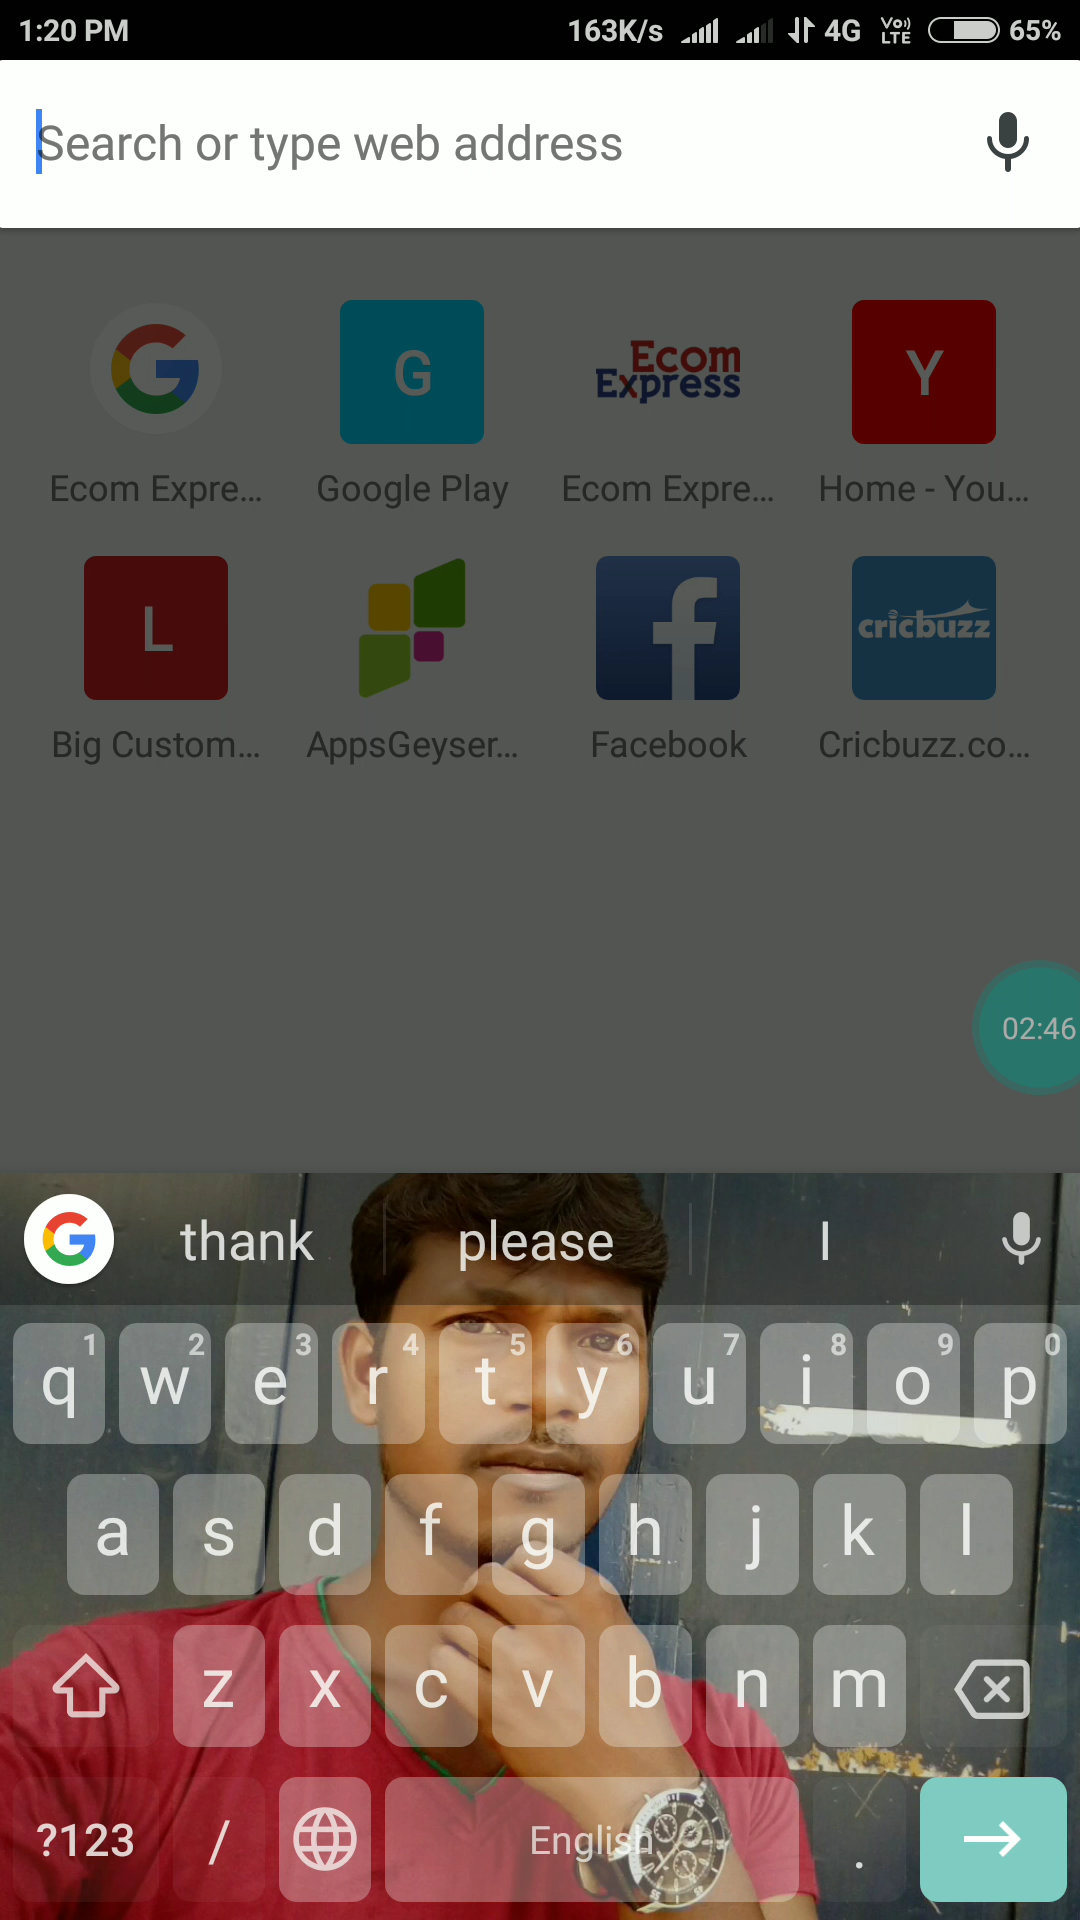 1:20 PM 163K/s 4G VoLTE 65%
Search or type web address
G Ecom Express Y
Ecom Expre... Google Play Ecom Expre... Home - You...
L f cricbuzz
Big Custom... AppsGeyser... Facebook Cricbuzz.co...
02:46
thank please I
q 1 w 2 e 3 r 4 t 5 y 6 u 7 i 8 o 9 p 0
a s d f g h j k l
z x c v b n m
?123 / English .